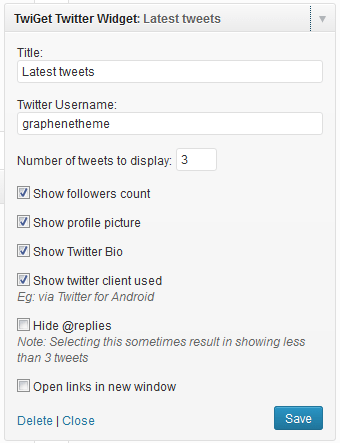 TwiGet Twitter Widget: Latest tweets
Title:
Latest tweets
Twitter Username:
graphenetheme
Number of tweets to display: 3
Show followers count
Show profile picture
Show Twitter Bio
Show twitter client used
Eg: via Twitter for Android
Hide @replies
Note: Selecting this sometimes result in showing less
than 3 tweets
Open links in new window
Delete | Close
Save